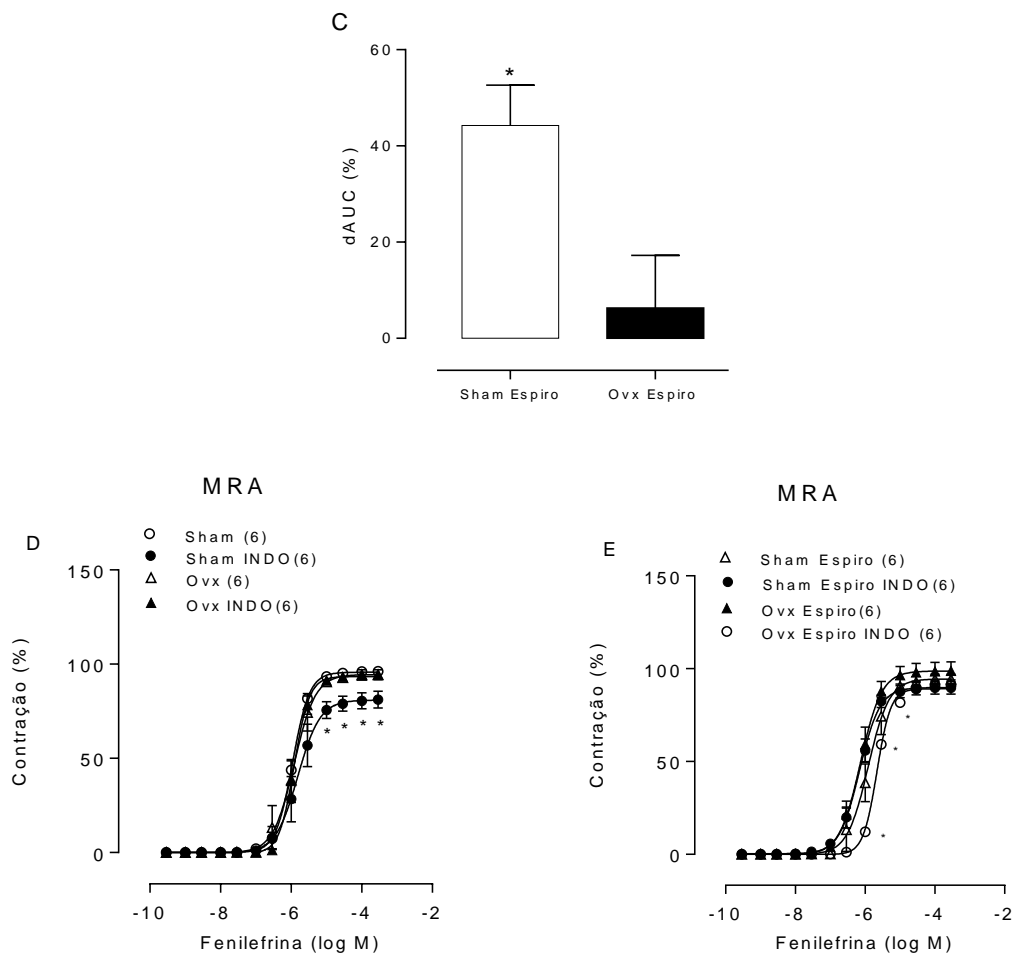 C
60
40
20
0
dAUC (%)
*
Sham Espiro
Ovx Espiro
MRA
D
Sham (6)
Sham INDO(6)
Ovx (6)
Ovx INDO(6)
150
100
50
0
Contração (%)
* * * *
-10 -8 -6 -4 -2
Fenilefrina (log M)
MRA
E
Sham Espiro (6)
Sham Espiro INDO(6)
Ovx Espiro(6)
Ovx Espiro INDO (6)
150
100
50
0
Contração (%)
*
*
*
-10 -8 -6 -4 -2
Fenilefrina (log M)